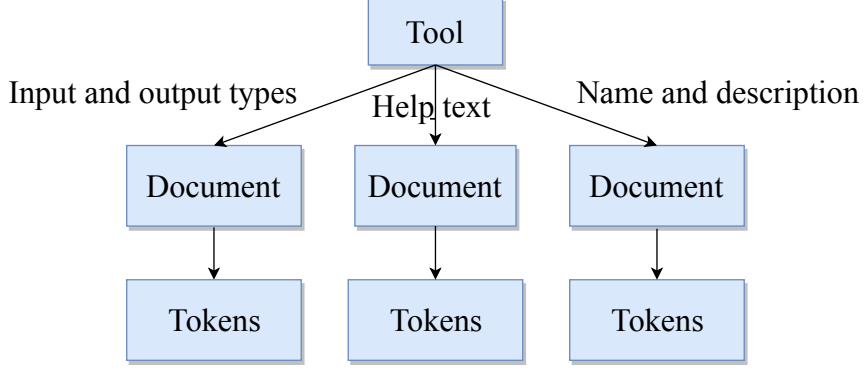 Tool
Input and output types
Help text
Name and description
Document
Document
Document
Tokens
Tokens
Tokens